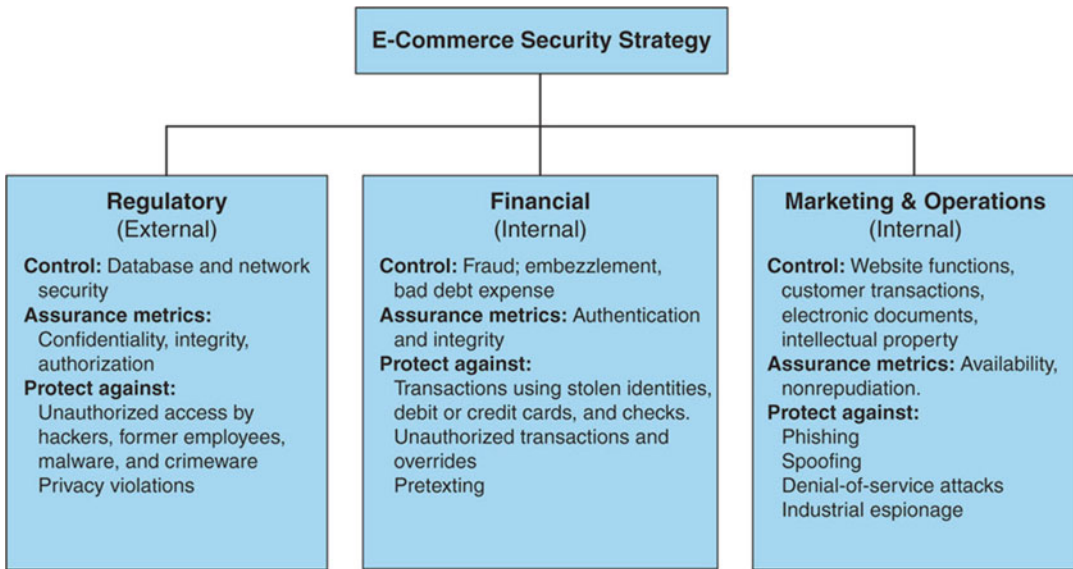 E-Commerce Security Strategy
Regulatory
(External)
Control: Database and network
security
Assurance metrics:
Confidentiality, integrity,
authorization
Protect against:
Unauthorized access by
hackers, former employees,
malware, and crimeware
Privacy violations
Financial
(Internal)
Control: Fraud; embezzlement,
bad debt expense
Assurance metrics: Authentication
and integrity
Protect against:
Transactions using stolen identities,
debit or credit cards, and checks.
Unauthorized transactions and
overrides
Pretexting
Marketing & Operations
(Internal)
Control: Website functions,
customer transactions,
electronic documents,
intellectual property
Assurance metrics: Availability,
nonrepudiation.
Protect against:
Phishing
Spoofing
Denial-of-service attacks
Industrial espionage